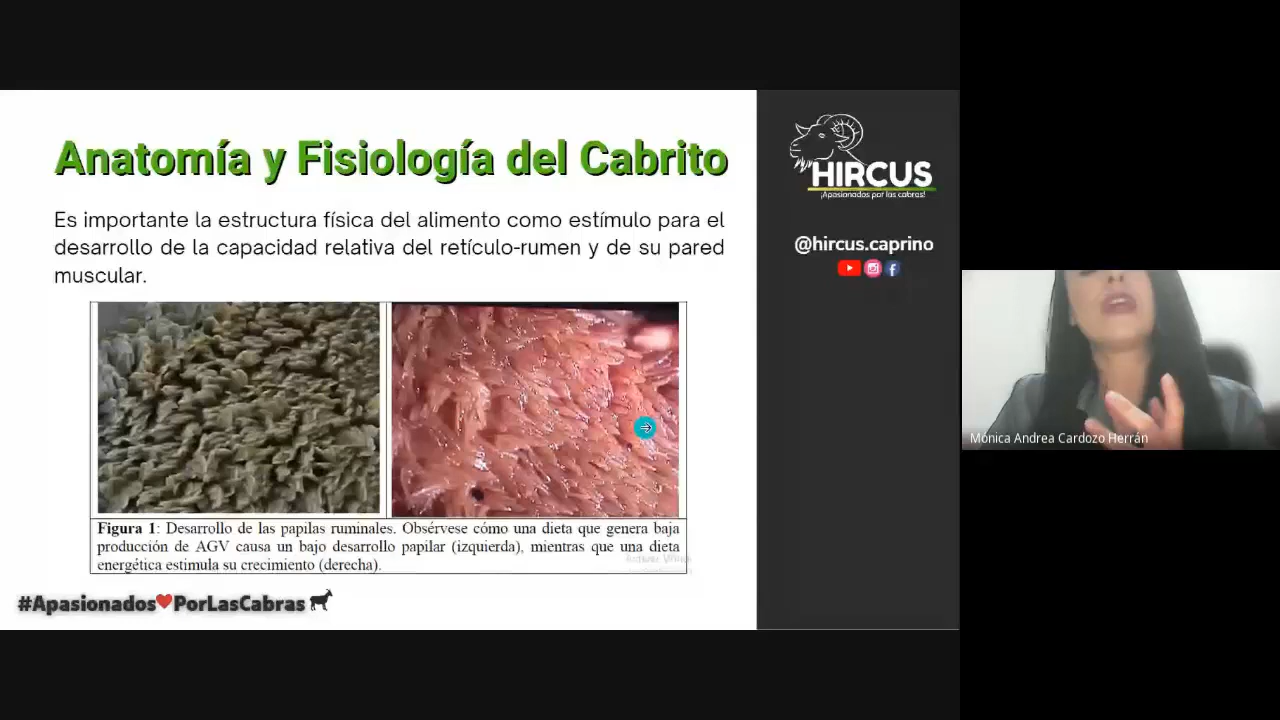 Anatomía y Fisiología del Cabrito
Es importante la estructura física del alimento como estímulo para el
desarrollo de la capacidad relativa del retículo-rumen y de su pared
muscular.
Figura 1: Desarrollo de las papilas ruminales. Obsérvese cómo una dieta que genera baja
producción de AGV causa un bajo desarrollo papilar (izquierda), mientras que una dieta
energética estimula su crecimiento (derecha).
#Apasionados❤PorLasCabras
HIRCUS
¡Apasionados por las cabras!
@hircus.caprino
Mónica Andrea Cardozo Herrán